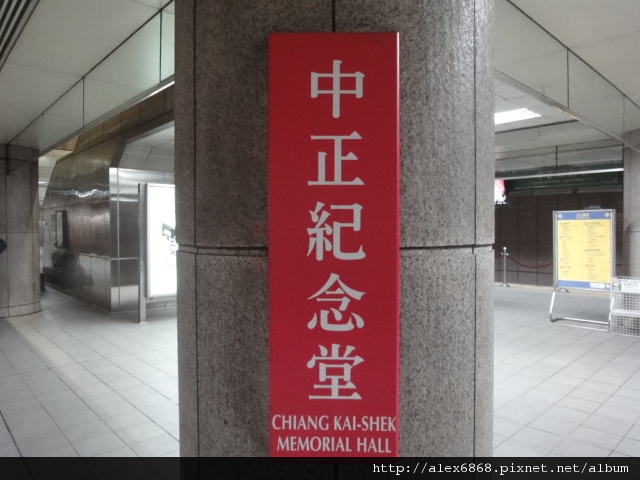 中正紀念堂
CHIANG KAI-SHEK
MEMORIAL HALL
http://alex6868.pixnet.net/album